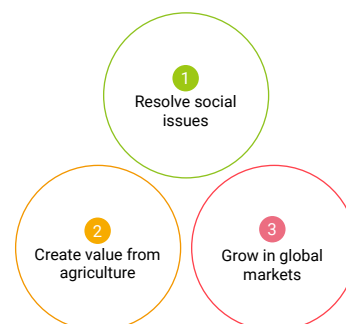 1
Resolve social
issues
2
Create value from
agriculture
3
Grow in global
markets